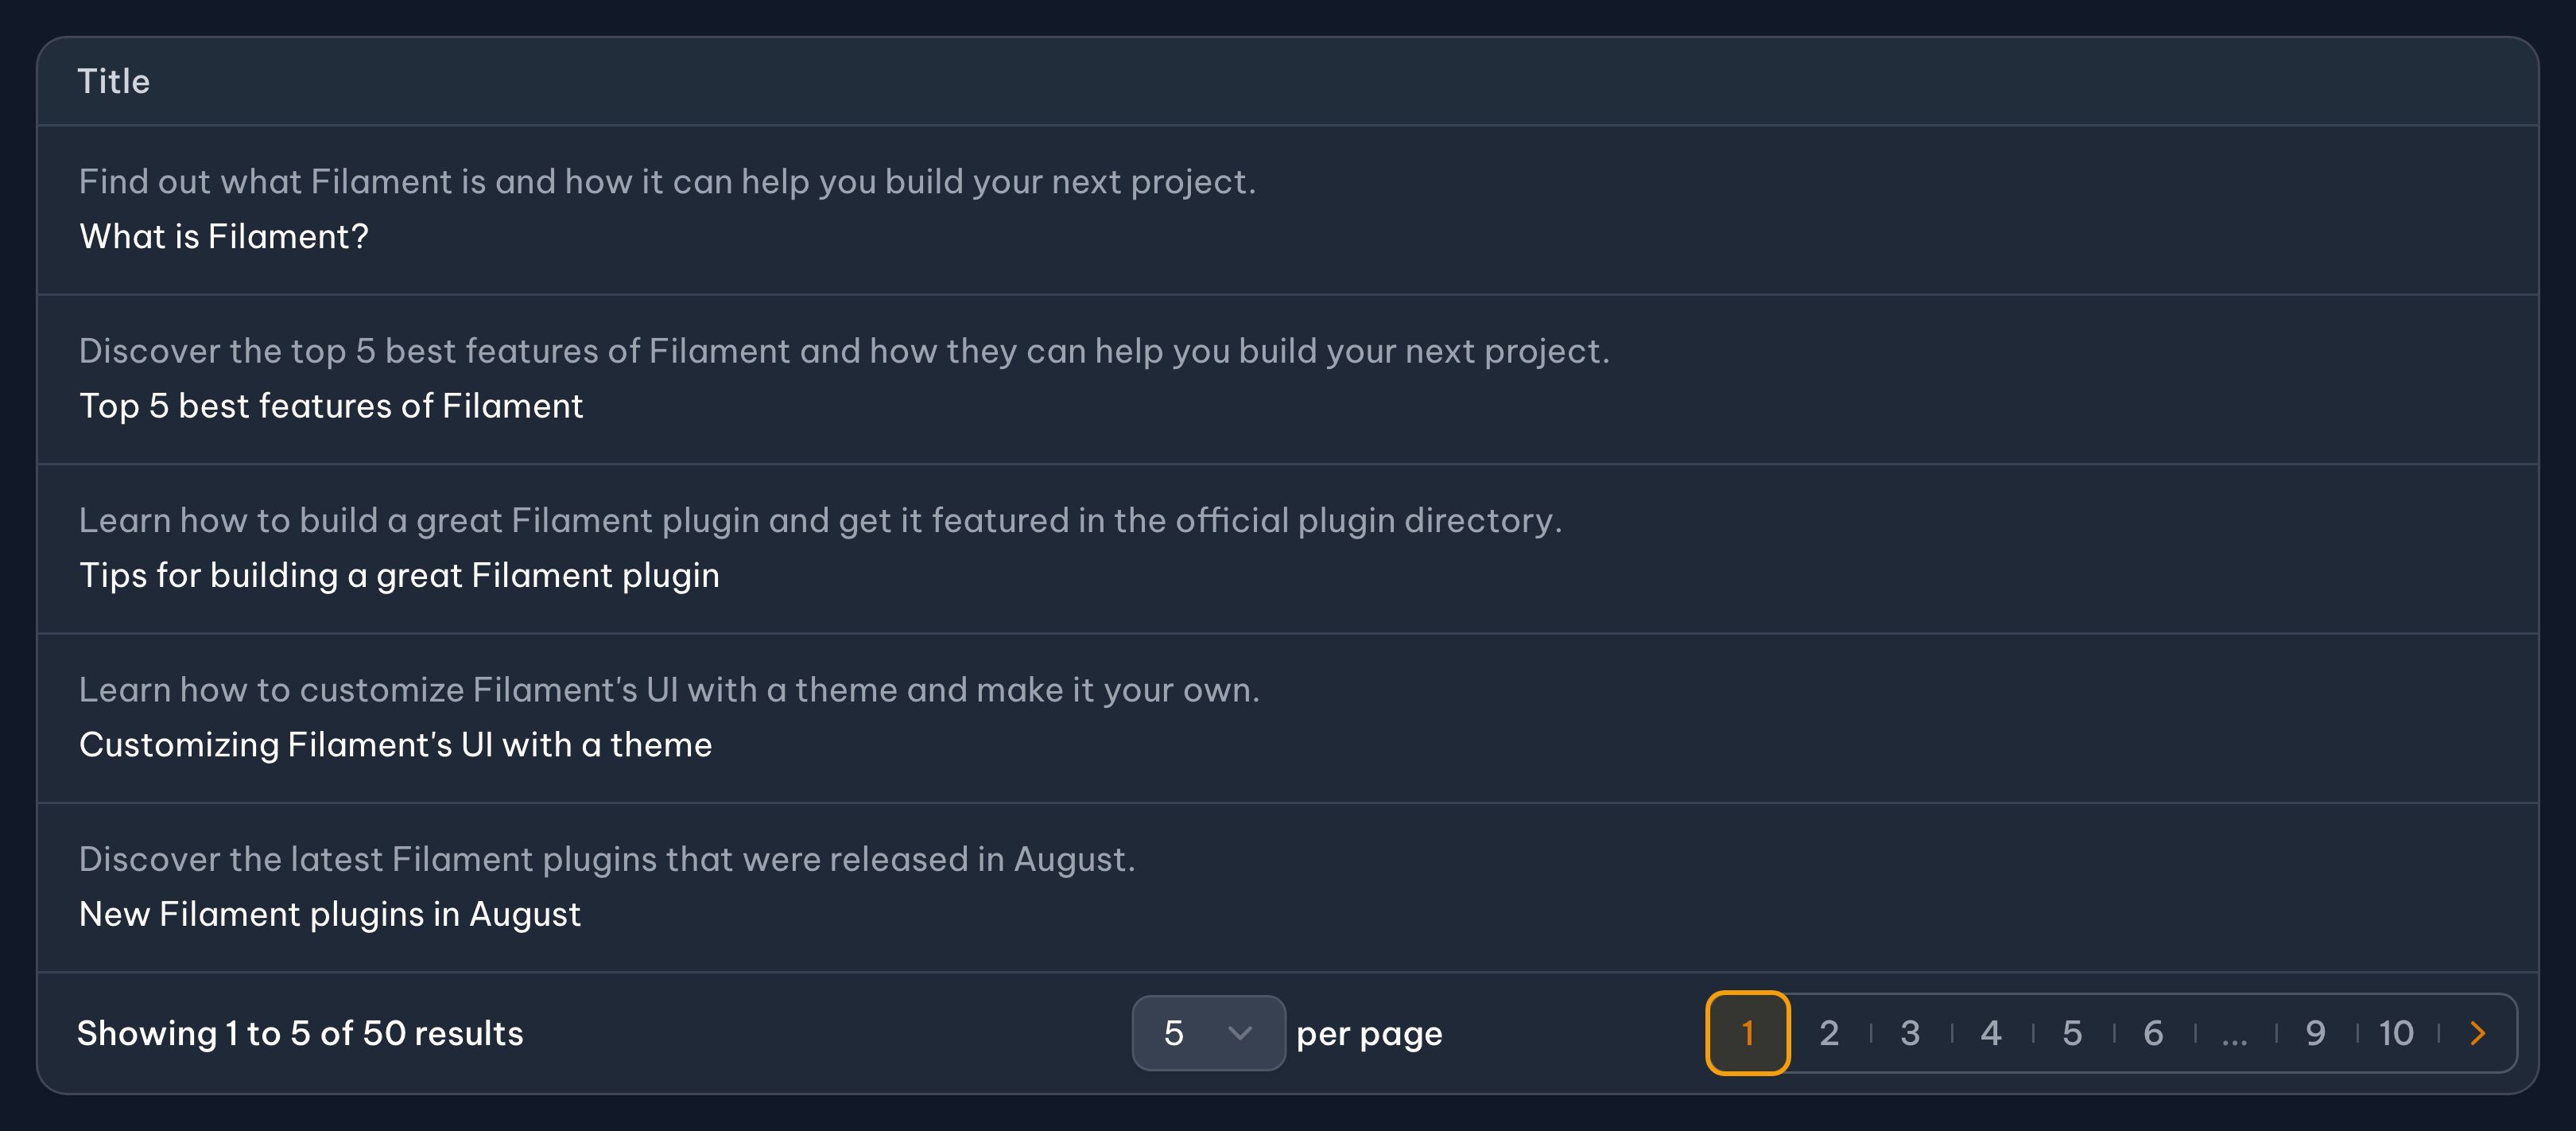 Title
Find out what Filament is and how it can help you build your next project.
What is Filament?
Discover the top 5 best features of Filament and how they can help you build your next project.
Top 5 best features of Filament
Learn how to build a great Filament plugin and get it featured in the official plugin directory.
Tips for building a great Filament plugin
Learn how to customize Filament's UI with a theme and make it your own.
Customizing Filament's UI with a theme
Discover the latest Filament plugins that were released in August.
New Filament plugins in August
Showing 1 to 5 of 50 results 5 per page 1 2 3 4 5 6 ... 9 10